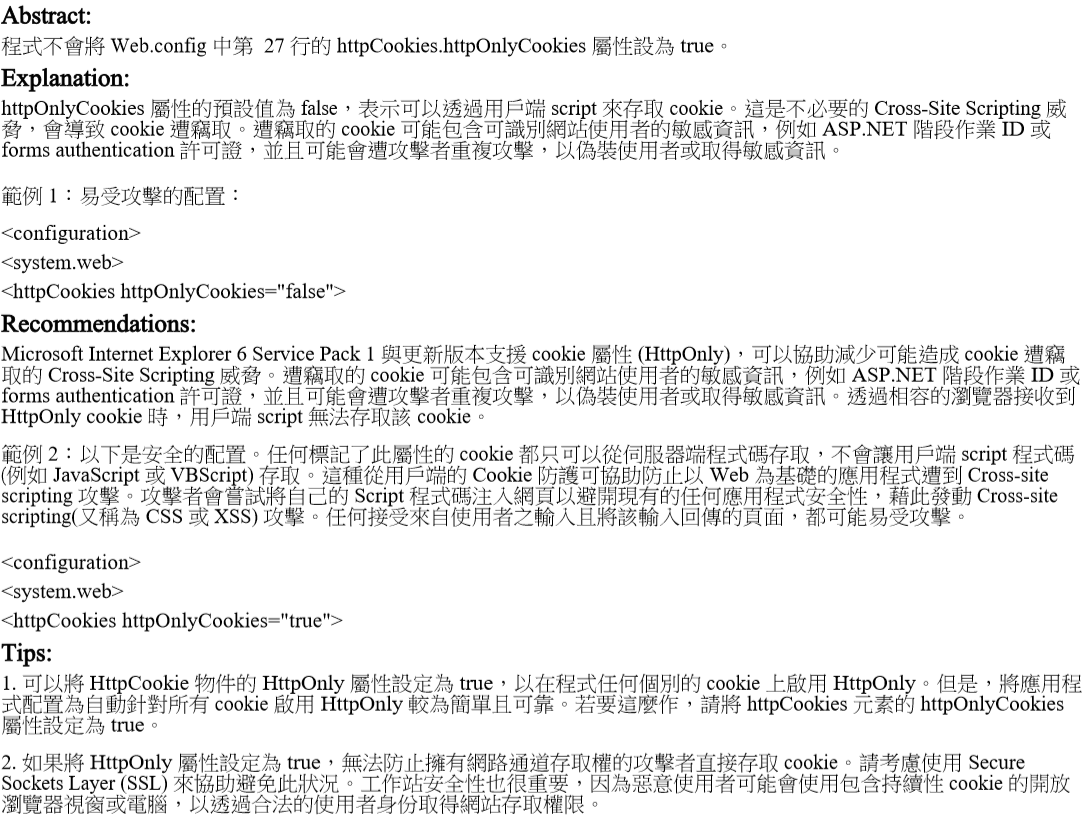 Abstract:
程式不會將 Web.config 中第  27 行的 httpCookies.httpOnlyCookies 屬性設為 true。
Explanation:
httpOnlyCookies 屬性的預設值為 false，表示可以透過用戶端 script 來存取 cookie。這是不必要的 Cross-Site Scripting 威
脅，會導致 cookie 遭竊取。遭竊取的 cookie 可能包含可識別網站使用者的敏感資訊，例如 ASP.NET 階段作業 ID 或
forms authentication 許可證，並且可能會遭攻擊者重複攻擊，以偽裝使用者或取得敏感資訊。
範例 1：易受攻擊的配置：
<configuration>
<system.web>
<httpCookies httpOnlyCookies="false">
Recommendations:
Microsoft Internet Explorer 6 Service Pack 1 與更新版本支援 cookie 屬性 (HttpOnly)，可以協助減少可能造成 cookie 遭竊
取的 Cross-Site Scripting 威脅。遭竊取的 cookie 可能包含可識別網站使用者的敏感資訊，例如 ASP.NET 階段作業 ID 或
forms authentication 許可證，並且可能會遭攻擊者重複攻擊，以偽裝使用者或取得敏感資訊。透過相容的瀏覽器接收到
HttpOnly cookie 時，用戶端 script 無法存取該 cookie。
範例 2：以下是安全的配置。任何標記了此屬性的 cookie 都只可以從伺服器端程式碼存取，不會讓用戶端 script 程式碼
(例如 JavaScript 或 VBScript) 存取。這種從用戶端的 Cookie 防護可協助防止以 Web 為基礎的應用程式遭到 Cross-site
scripting 攻擊。攻擊者會嘗試將自己的 Script 程式碼注入網頁以避開現有的任何應用程式安全性，藉此發動 Cross-site
scripting(又稱為 CSS 或 XSS) 攻擊。任何接受來自使用者之輸入且將該輸入回傳的頁面，都可能易受攻擊。
<configuration>
<system.web>
<httpCookies httpOnlyCookies="true">
Tips:
1. 可以將 HttpCookie 物件的 HttpOnly 屬性設定為 true，以在程式任何個別的 cookie 上啟用 HttpOnly。但是，將應用程
式配置為自動針對所有 cookie 啟用 HttpOnly 較為簡單且可靠。若要這麼作，請將 httpCookies 元素的 httpOnlyCookies
屬性設定為 true。
2. 如果將 HttpOnly 屬性設定為 true，無法防止擁有網路通道存取權的攻擊者直接存取 cookie。請考慮使用 Secure
Sockets Layer (SSL) 來協助避免此狀況。工作站安全性也很重要，因為惡意使用者可能會使用包含持續性 cookie 的開放
瀏覽器視窗或電腦，以透過合法的使用者身份取得網站存取權限。